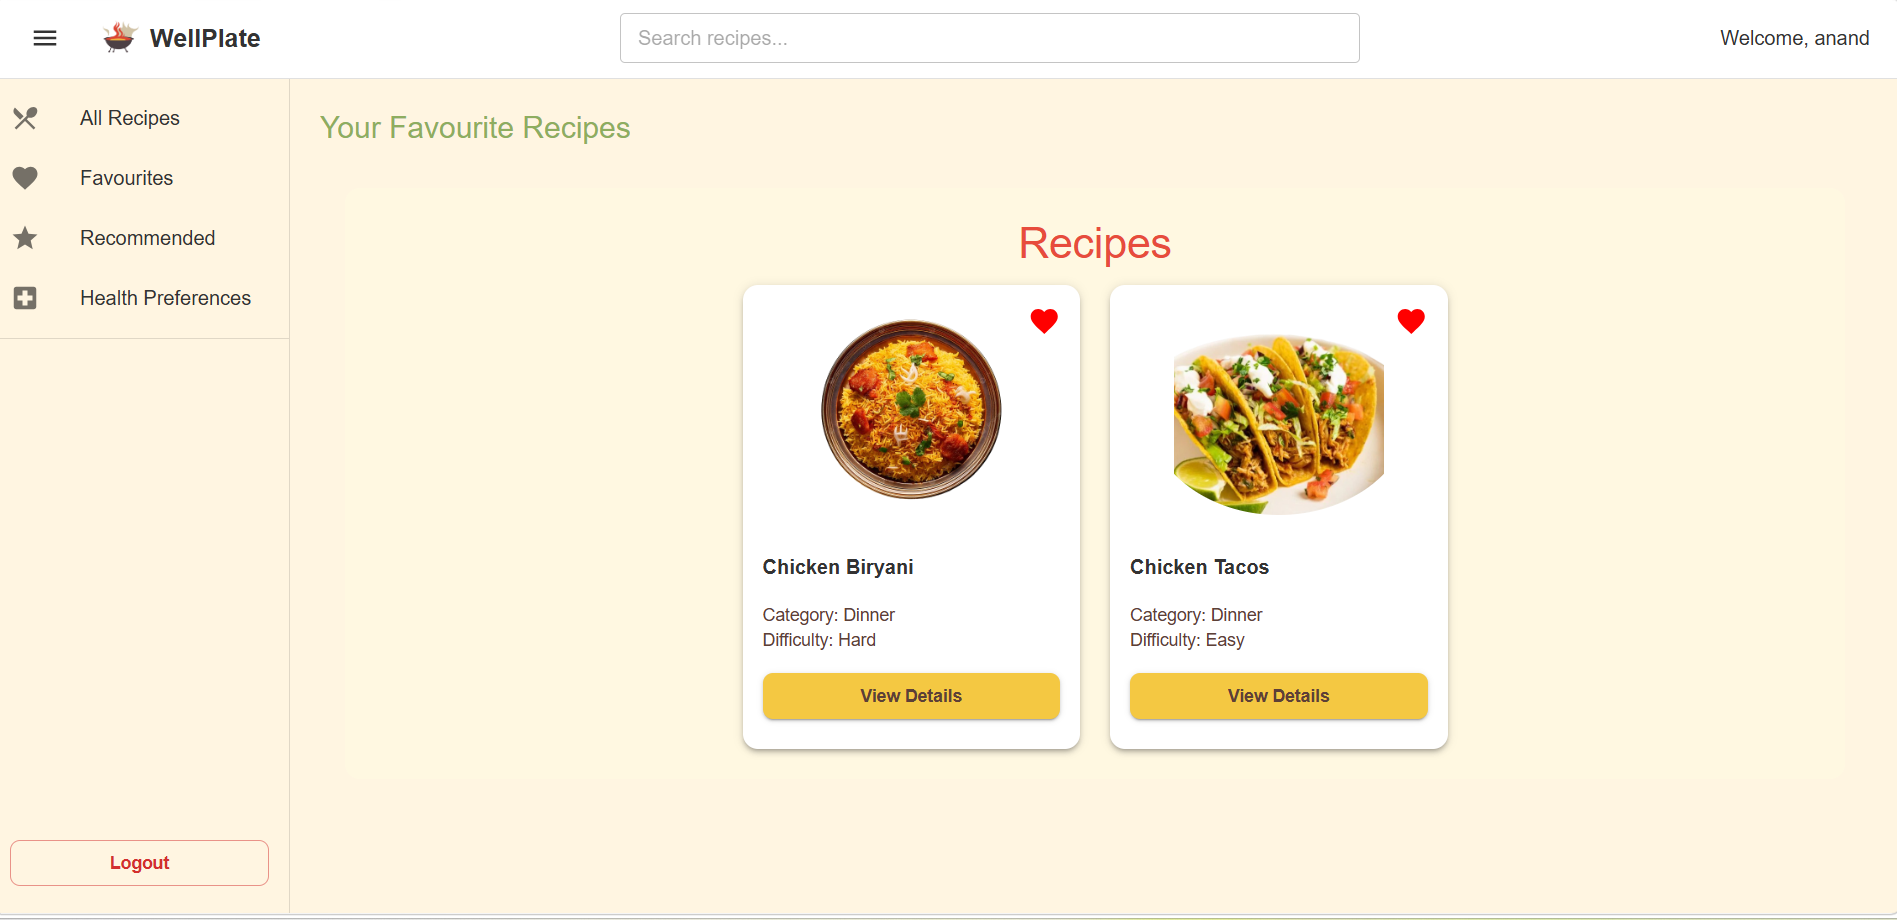 WellPlate
Search recipes...
Welcome, anand
All Recipes
Favourites
Recommended
Health Preferences
Logout
Your Favourite Recipes
Recipes
Chicken Biryani
Category: Dinner
Difficulty: Hard
View Details
Chicken Tacos
Category: Dinner
Difficulty: Easy
View Details